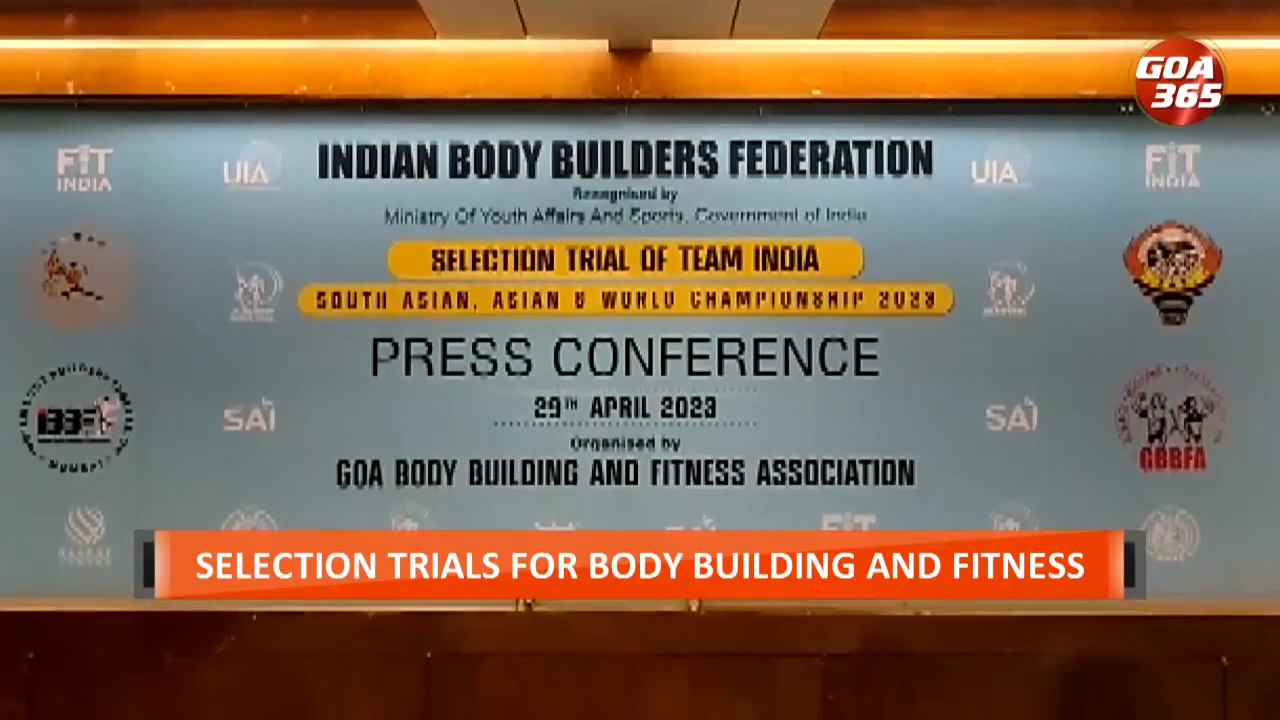 GOA
365
FIT
INDIA
UIA
INDIAN BODY BUILDERS FEDERATION
UIA
FIT
INDIA
Recognised by
Ministry Of Youth Affairs And Sports, Government of India
SELECTION TRIAL OF TEAM INDIA
SOUTH ASIAN, ASIAN & WORLD CHAMPIONSHIP 2023
PRESS CONFERENCE
29TH APRIL 2023
SAI
SAI
Organised by
GOA BODY BUILDING AND FITNESS ASSOCIATION
IBBF
GBBFA
SELECTION TRIALS FOR BODY BUILDING AND FITNESS